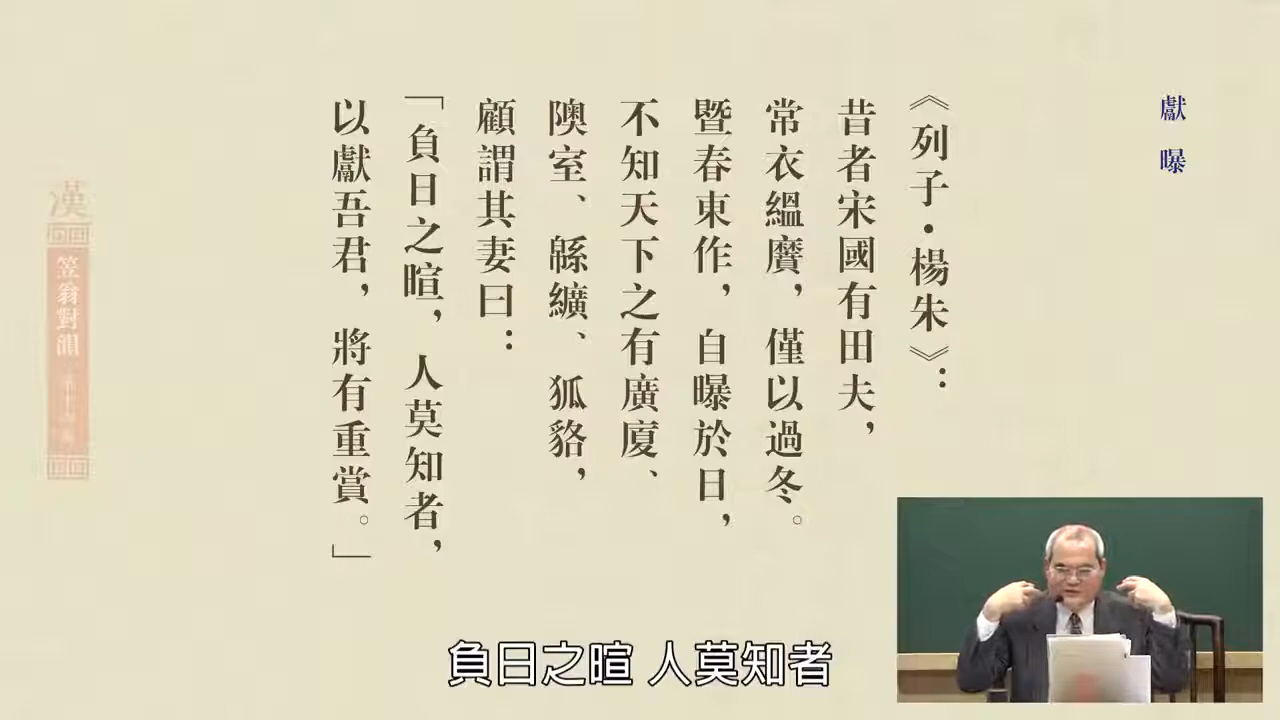 獻曝
《列子・楊朱》：
昔者宋國有田夫，
常衣縕黂，僅以過冬。
暨春東作，自曝於日，
不知天下之有廣廈、
隩室、緜纊、狐貉，
顧謂其妻曰：
「負日之暄，人莫知者，
以獻吾君，將有重賞。」
漢
笠翁對韻
負日之暄 人莫知者